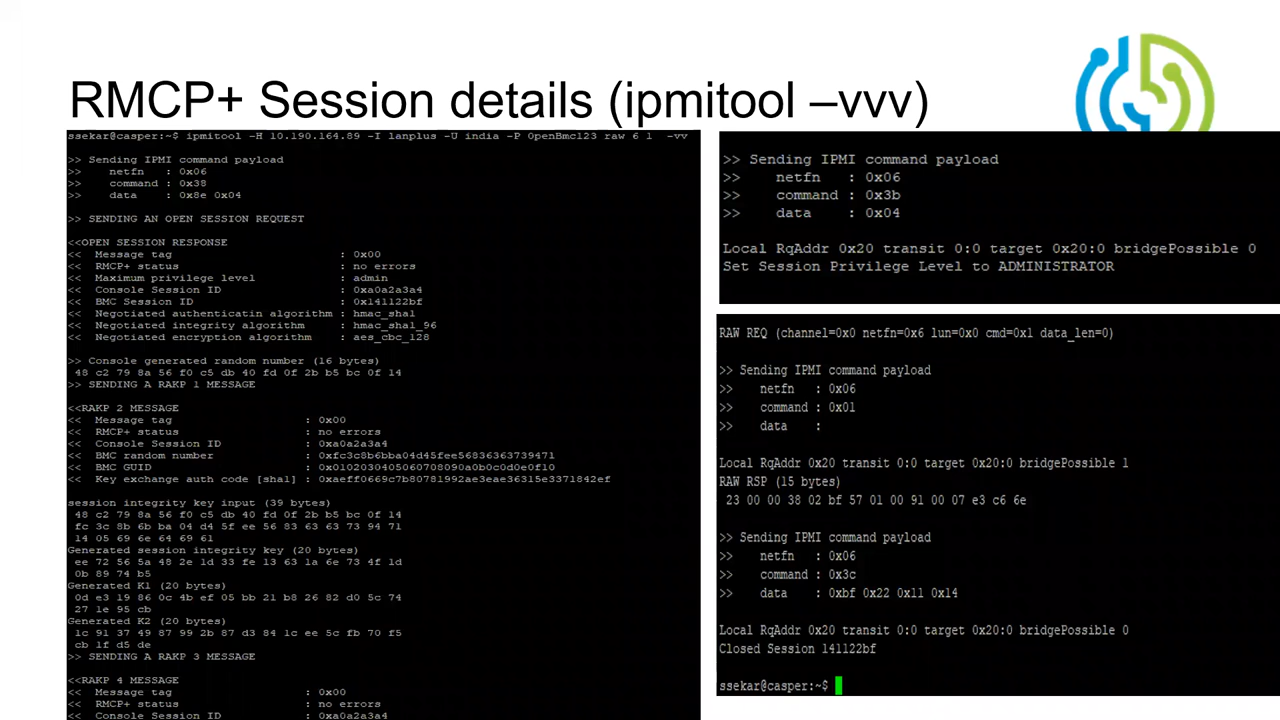 RMCP+ Session details (ipmitool –vvv)
ssekar@casper:~$ ipmitool -H 10.190.164.89 -I lanplus -U india -P OpenBmc123 raw 6 1  -vv
>> Sending IPMI command payload
>>    netfn   : 0x06
>>    command : 0x38
>>    data    : 0x8e 0x04
>> SENDING AN OPEN SESSION REQUEST
<<OPEN SESSION RESPONSE
<<  Message tag                        : 0x00
<<  RMCP+ status                       : no errors
<<  Maximum privilege level            : admin
<<  Console Session ID                 : 0xa0a2a3a4
<<  BMC Session ID                     : 0x141122bf
<<  Negotiated authenticatin algorithm : hmac_sha1
<<  Negotiated integrity algorithm     : hmac_sha1_96
<<  Negotiated encryption algorithm    : aes_cbc_128
>> Console generated random number (16 bytes)
48 c2 79 8a 56 f0 c5 db 40 fd 0f 2b b5 bc 0f 14
>> SENDING A RAKP 1 MESSAGE
<<RAKP 2 MESSAGE
<<  Message tag                   : 0x00
<<  RMCP+ status                  : no errors
<<  Console Session ID            : 0xa0a2a3a4
<<  BMC random number             : 0xfc3c8b6bba04d45fee56836363739471
<<  BMC GUID                      : 0x0102030405060708090a0b0c0d0e0f10
<<  Key exchange auth code [sha1] : 0xaeff0669c7b80781992ae3eae36315e3371842ef
session integrity key input (39 bytes)
48 c2 79 8a 56 f0 c5 db 40 fd 0f 2b b5 bc 0f 14
fc 3c 8b 6b ba 04 d4 5f ee 56 83 63 63 73 94 71
14 05 69 6e 64 69 61
Generated session integrity key (20 bytes)
ee 72 56 5a 48 2e 1d 33 fe 13 63 1a 6e 73 4f 1d
0b 89 74 b5
Generated K1 (20 bytes)
0d e3 19 86 0c 4b ef 05 bb 21 b8 26 82 d0 5c 74
27 1e 95 cb
Generated K2 (20 bytes)
1c 91 37 49 87 99 2b 87 d3 84 1c ee 5c fb 70 f5
cb 1f d5 de
>> SENDING A RAKP 3 MESSAGE
<<RAKP 4 MESSAGE
<<  Message tag                   : 0x00
<<  RMCP+ status                  : no errors
<<  Console Session ID            : 0xa0a2a3a4
>> Sending IPMI command payload
>>    netfn   : 0x06
>>    command : 0x3b
>>    data    : 0x04
Local RqAddr 0x20 transit 0:0 target 0x20:0 bridgePossible 0
Set Session Privilege Level to ADMINISTRATOR
RAW REQ (channel=0x0 netfn=0x6 lun=0x0 cmd=0x1 data_len=0)
>> Sending IPMI command payload
>>    netfn   : 0x06
>>    command : 0x01
>>    data    :
Local RqAddr 0x20 transit 0:0 target 0x20:0 bridgePossible 1
RAW RSP (15 bytes)
23 00 00 38 02 bf 57 01 00 91 00 07 e3 c6 6e
>> Sending IPMI command payload
>>    netfn   : 0x06
>>    command : 0x3c
>>    data    : 0xbf 0x22 0x11 0x14
Local RqAddr 0x20 transit 0:0 target 0x20:0 bridgePossible 0
Closed Session 141122bf
ssekar@casper:~$